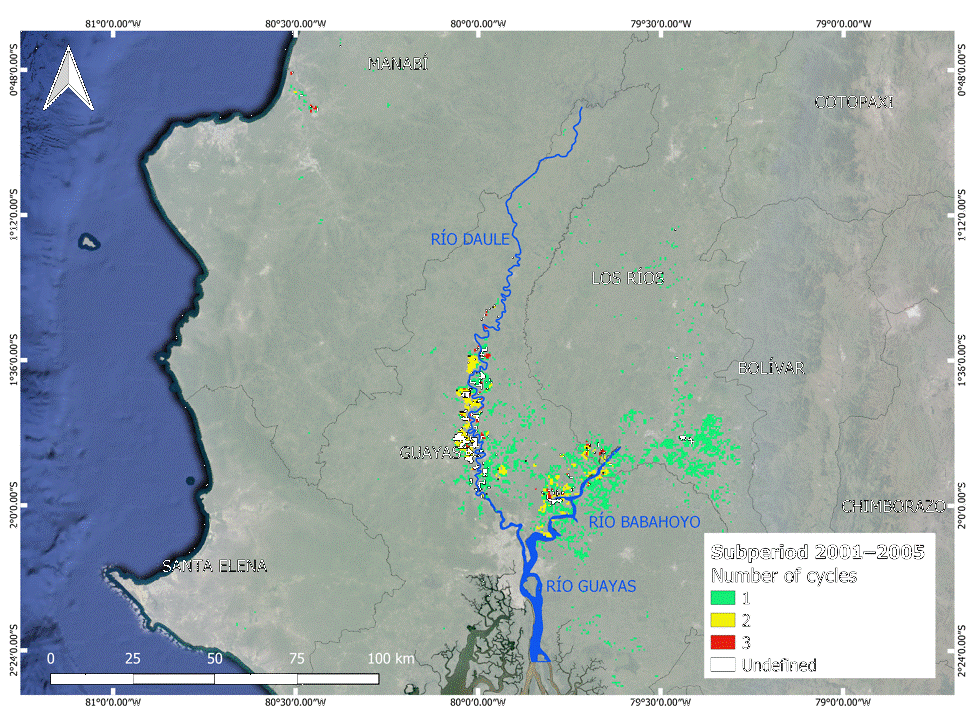 81°0'0.00"W 80°30'0.00"W 80°0'0.00"W 79°30'0.00"W 79°0'0.00"W
0°48'0.00"S 0°48'0.00"S
MANABÍ
COTOPAXI
1°12'0.00"S 1°12'0.00"S
RÍO DAULE
LOS RÍOS
1°36'0.00"S 1°36'0.00"S
BOLÍVAR
GUAYAS
2°0'0.00"S 2°0'0.00"S
CHIMBORAZO
RÍO BABAHOYO
SANTA ELENA
RÍO GUAYAS
Subperiod 2001–2005
Number of cycles
1
2
3
Undefined
2°24'0.00"S 2°24'0.00"S
0 25 50 75 100 km
81°0'0.00"W 80°30'0.00"W 80°0'0.00"W 79°30'0.00"W 79°0'0.00"W